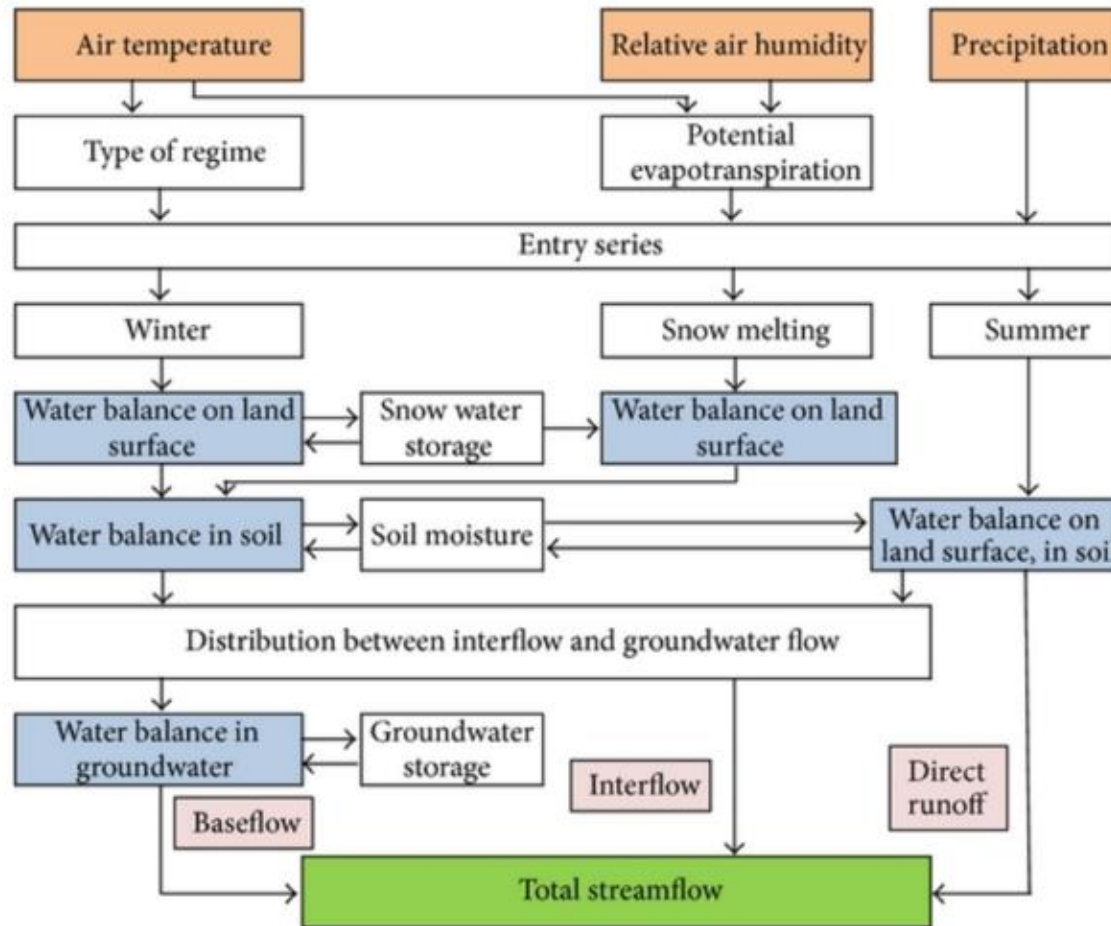 Air temperature
Relative air humidity
Precipitation
Type of regime
Potential
evapotranspiration
Entry series
Winter
Snow melting
Summer
Water balance on land
surface
Snow water
storage
Water balance on land
surface
Water balance in soil
Soil moisture
Water balance on
land surface, in soil
Distribution between interflow and groundwater flow
Water balance in
groundwater
Groundwater
storage
Baseflow
Interflow
Direct
runoff
Total streamflow